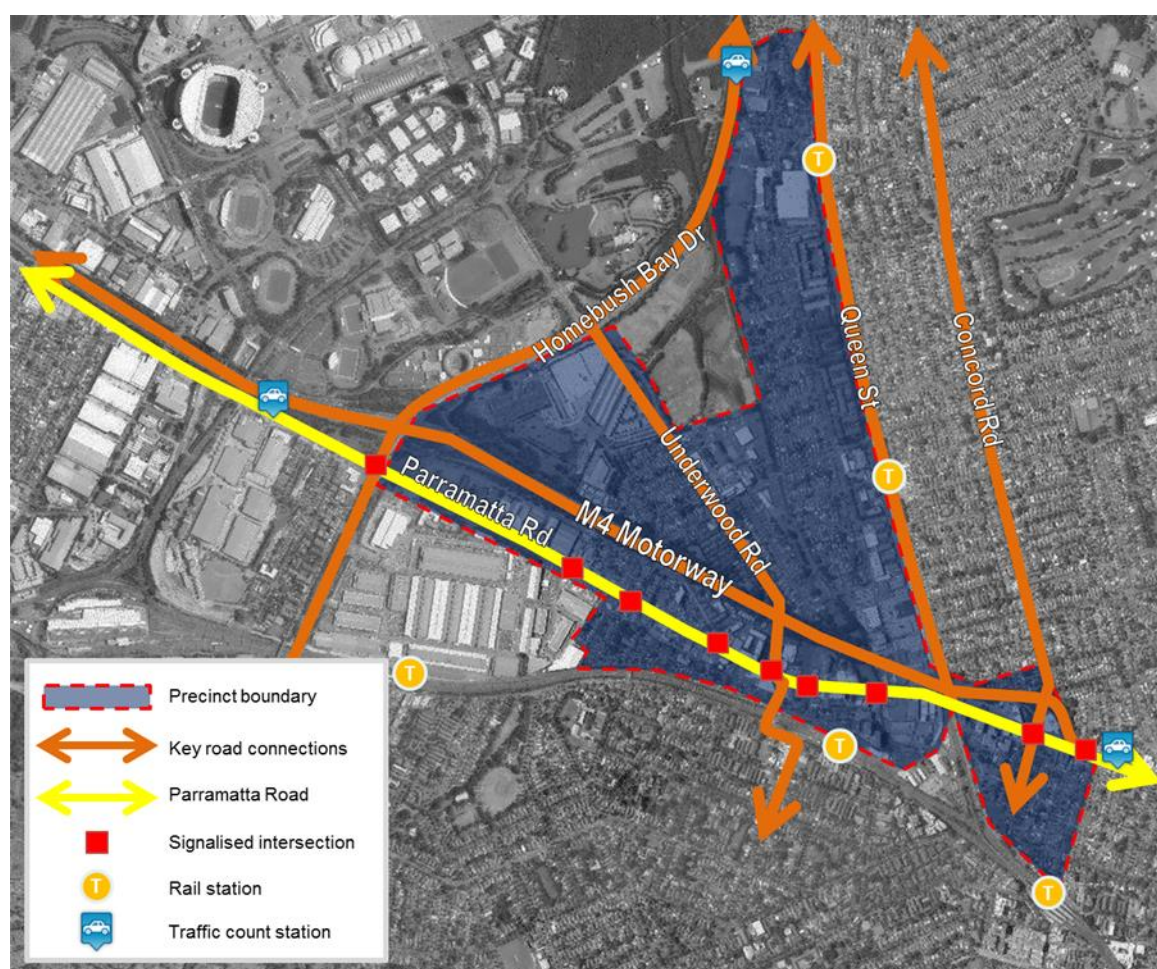 Homebush Bay Dr
Queen St
Concord Rd
Underwood Rd
Parramatta Rd
M4 Motorway
T
T
T
T
T
Precinct boundary
Key road connections
Parramatta Road
Signalised intersection
T
Rail station
Traffic count station